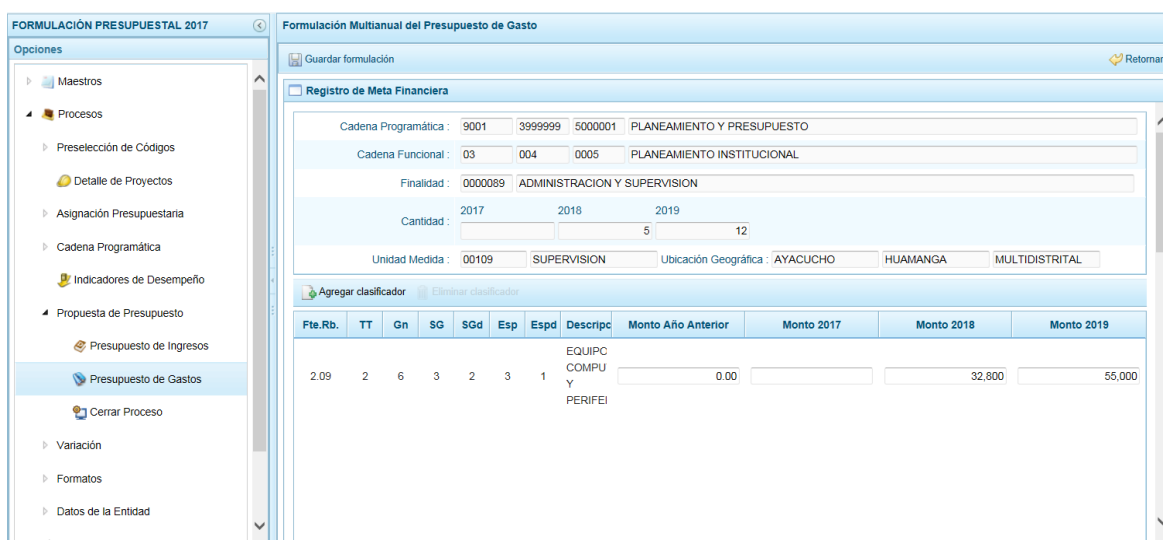 FORMULACIÓN PRESUPUESTAL 2017
Opciones
Maestros
Procesos
Preselección de Códigos
Detalle de Proyectos
Asignación Presupuestaria
Cadena Programática
Indicadores de Desempeño
Propuesta de Presupuesto
Presupuesto de Ingresos
Presupuesto de Gastos
Cerrar Proceso
Variación
Formatos
Datos de la Entidad
Formulación Multianual del Presupuesto de Gasto
Guardar formulación Retornar
Registro de Meta Financiera
Cadena Programática : 9001 3999999 5000001 PLANEAMIENTO Y PRESUPUESTO
Cadena Funcional : 03 004 0005 PLANEAMIENTO INSTITUCIONAL
Finalidad : 0000089 ADMINISTRACION Y SUPERVISION
2017 2018 2019
Cantidad : 5 12
Unidad Medida : 00109 SUPERVISION Ubicación Geográfica : AYACUCHO HUAMANGA MULTIDISTRITAL
Agregar clasificador Eliminar clasificador
Fte.Rb. TT Gn SG SGd Esp Espd Descripc Monto Año Anterior Monto 2017 Monto 2018 Monto 2019
2.09 2 6 3 2 3 1 EQUIPC COMPU Y PERIFEI 0.00 32,800 55,000